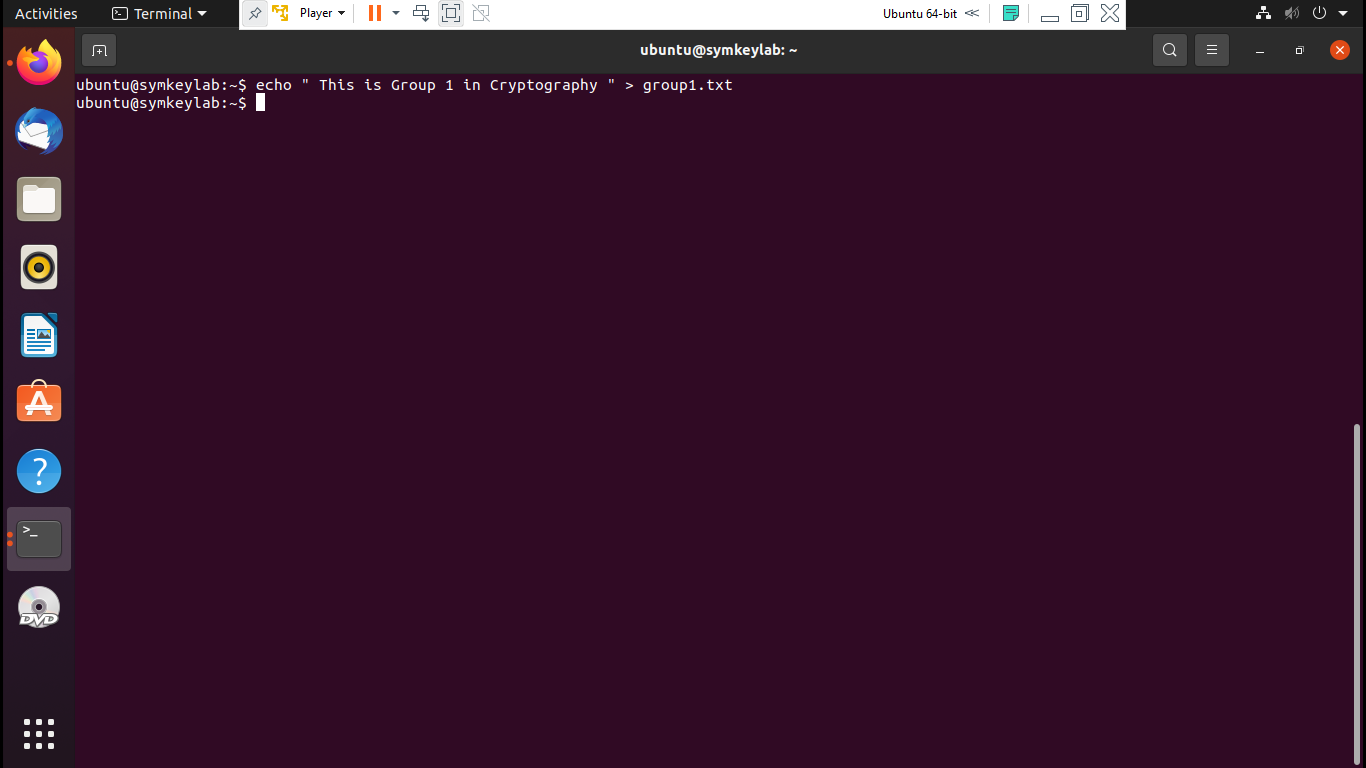 Activities
Terminal
Player
Ubuntu 64-bit
ubuntu@symkeylab: ~
ubuntu@symkeylab:~$ echo " This is Group 1 in Cryptography " > group1.txt
ubuntu@symkeylab:~$
>_
DVD